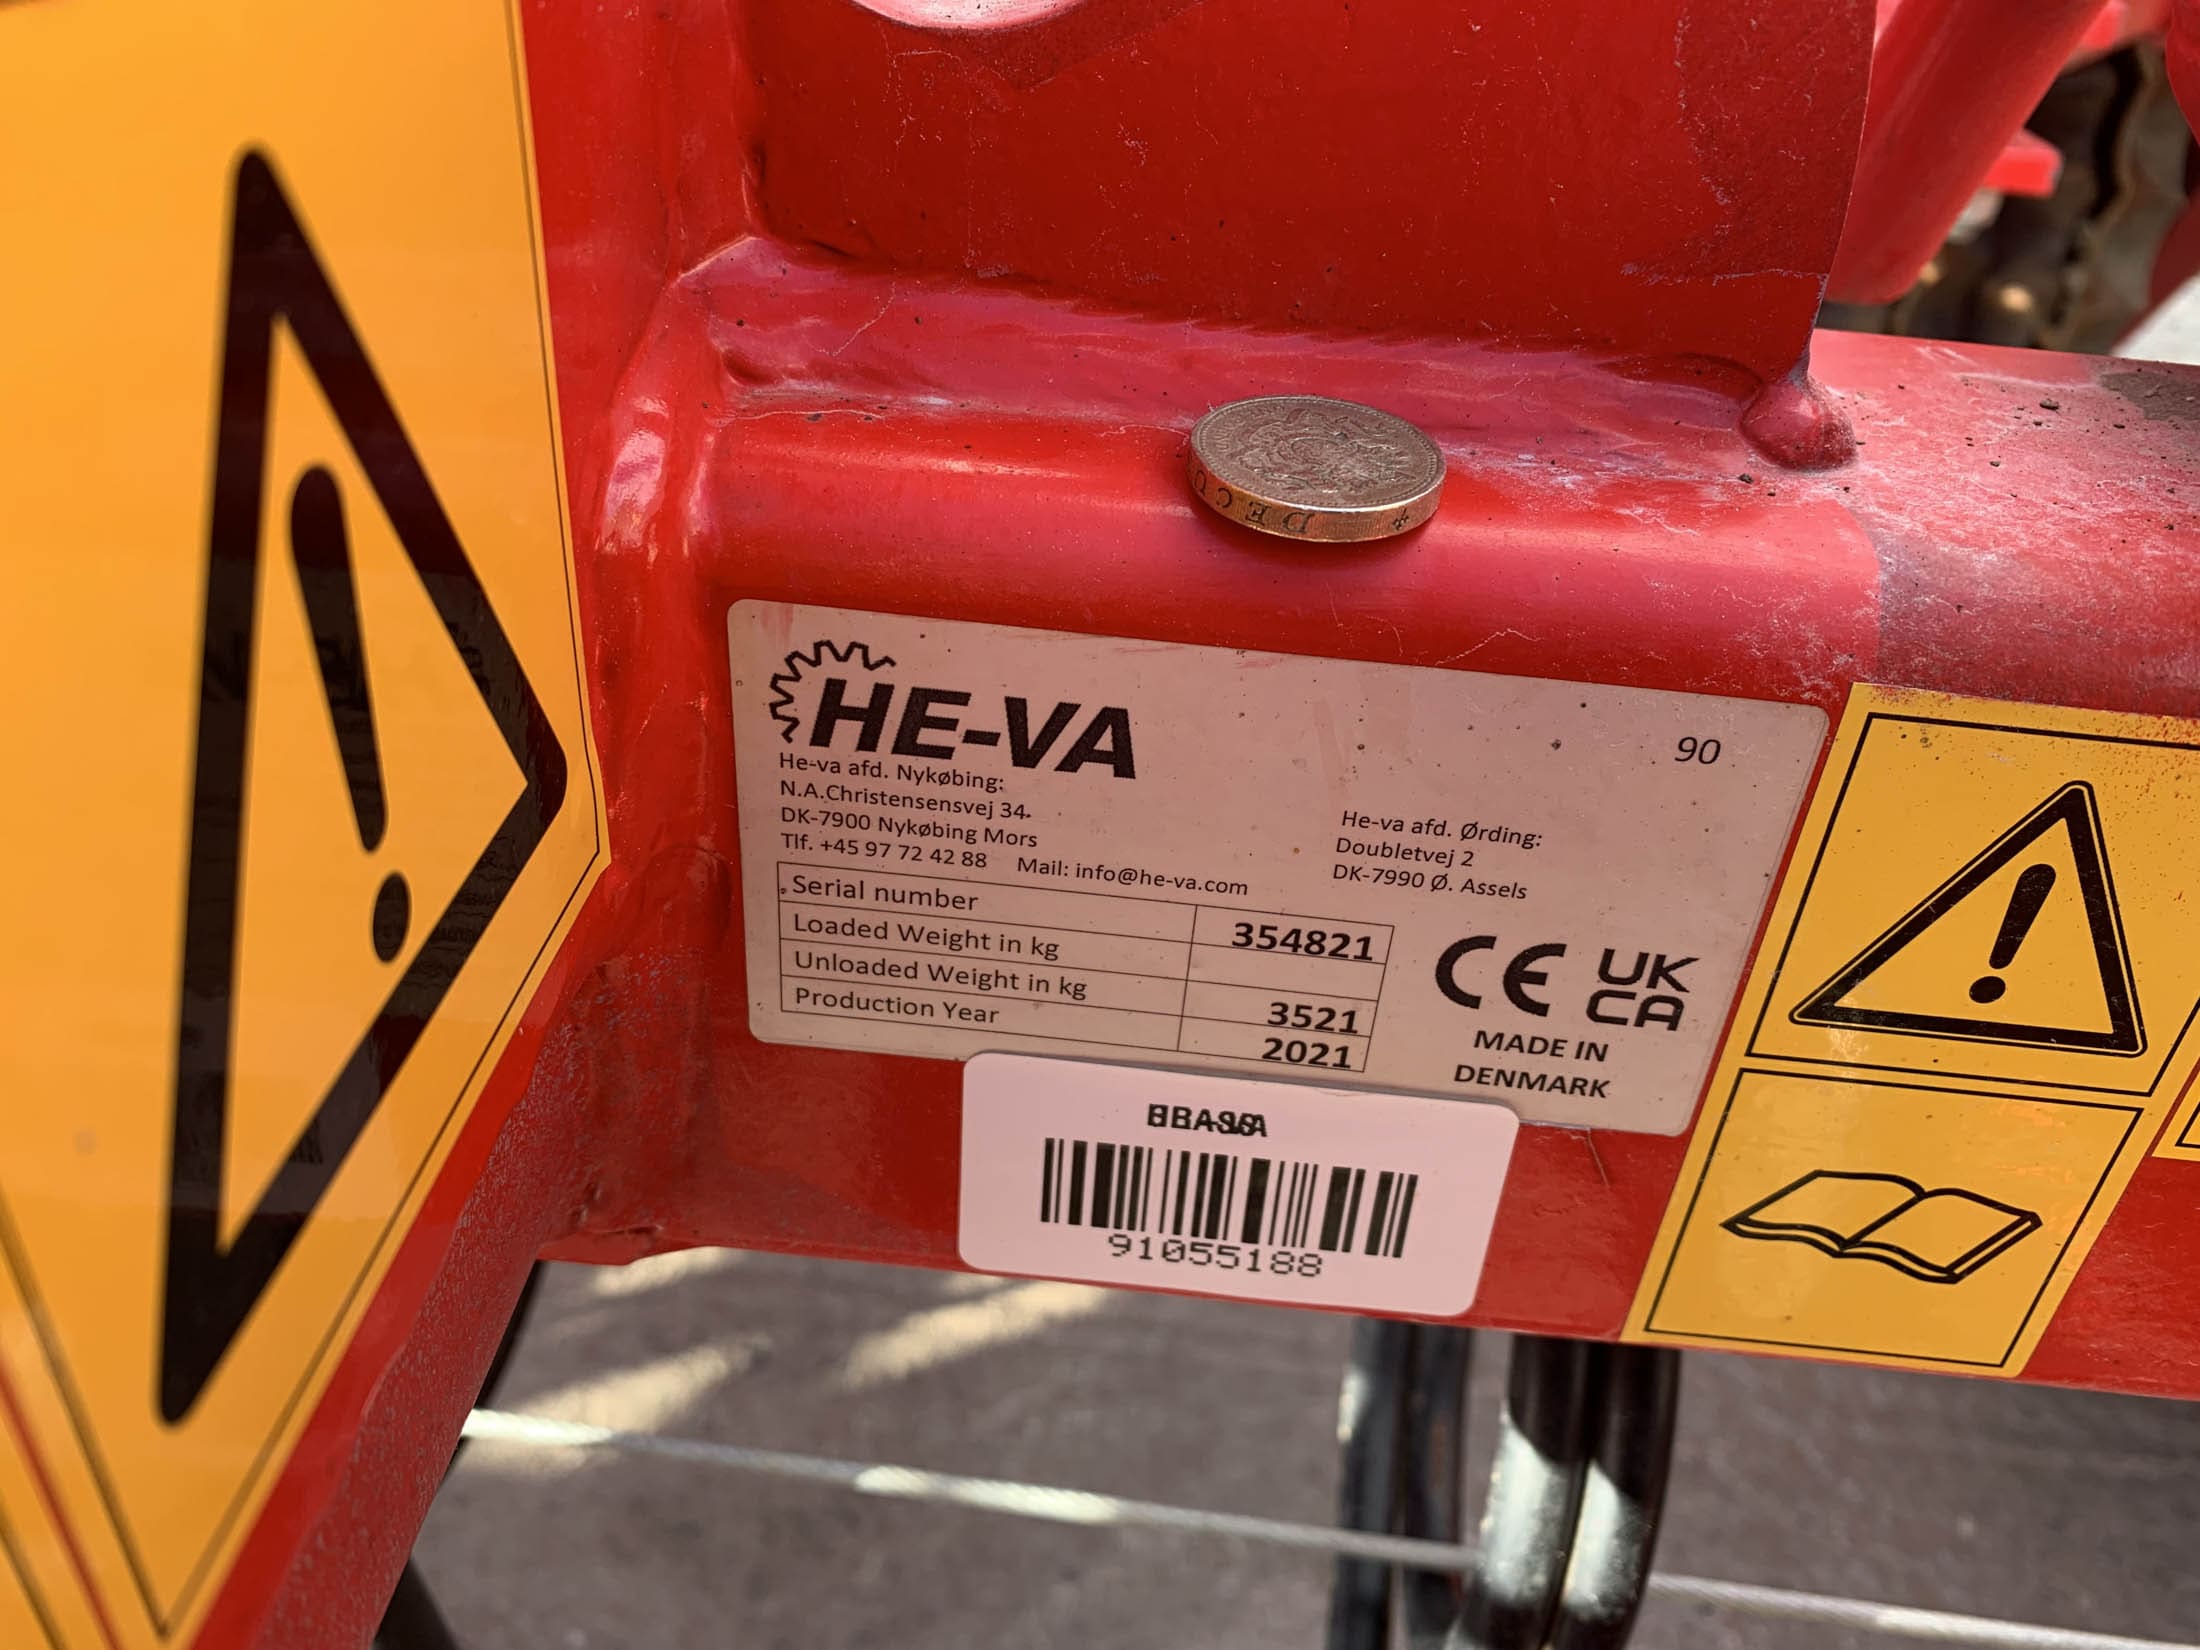 DECU
HE-VA
90
He-va afd. Nykøbing:
N.A.Christensensvej 34.
DK-7900 Nykøbing Mors
Tlf. +45 97 72 42 88 Mail: info@he-va.com
He-va afd. Ørding:
Doubletvej 2
DK-7990 Ø. Assels
Serial number 354821
Loaded Weight in kg
Unloaded Weight in kg 3521
Production Year 2021
CE UK
CA
MADE IN
DENMARK
91055188